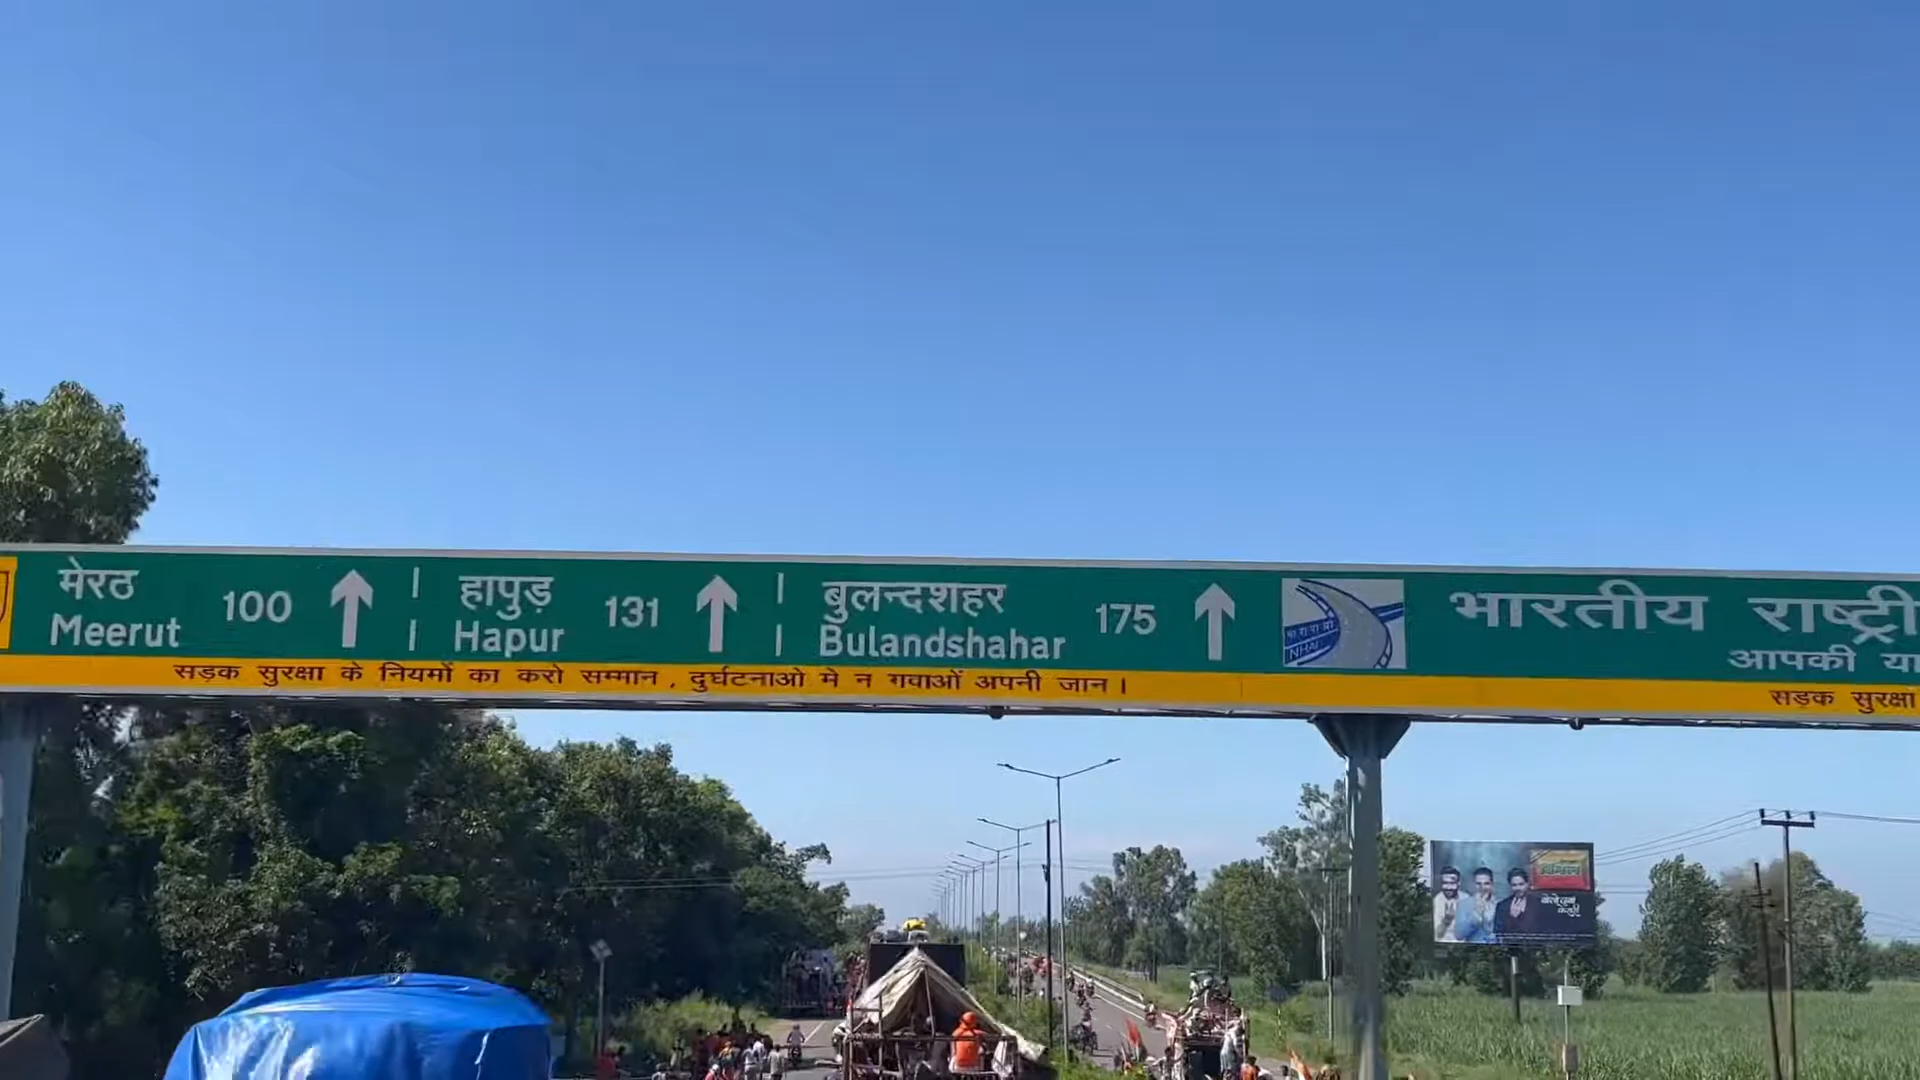 मेरठ 100
Meerut
हापुड़ 131
Hapur
बुलन्दशहर 175
Bulandshahar
NHAI
भारतीय राष्ट्री
आपकी या
सड़क सुरक्षा के नियमों का करो सम्मान , दुर्घटनाओ मे न गवाओं अपनी जान ।
सड़क सुरक्षा